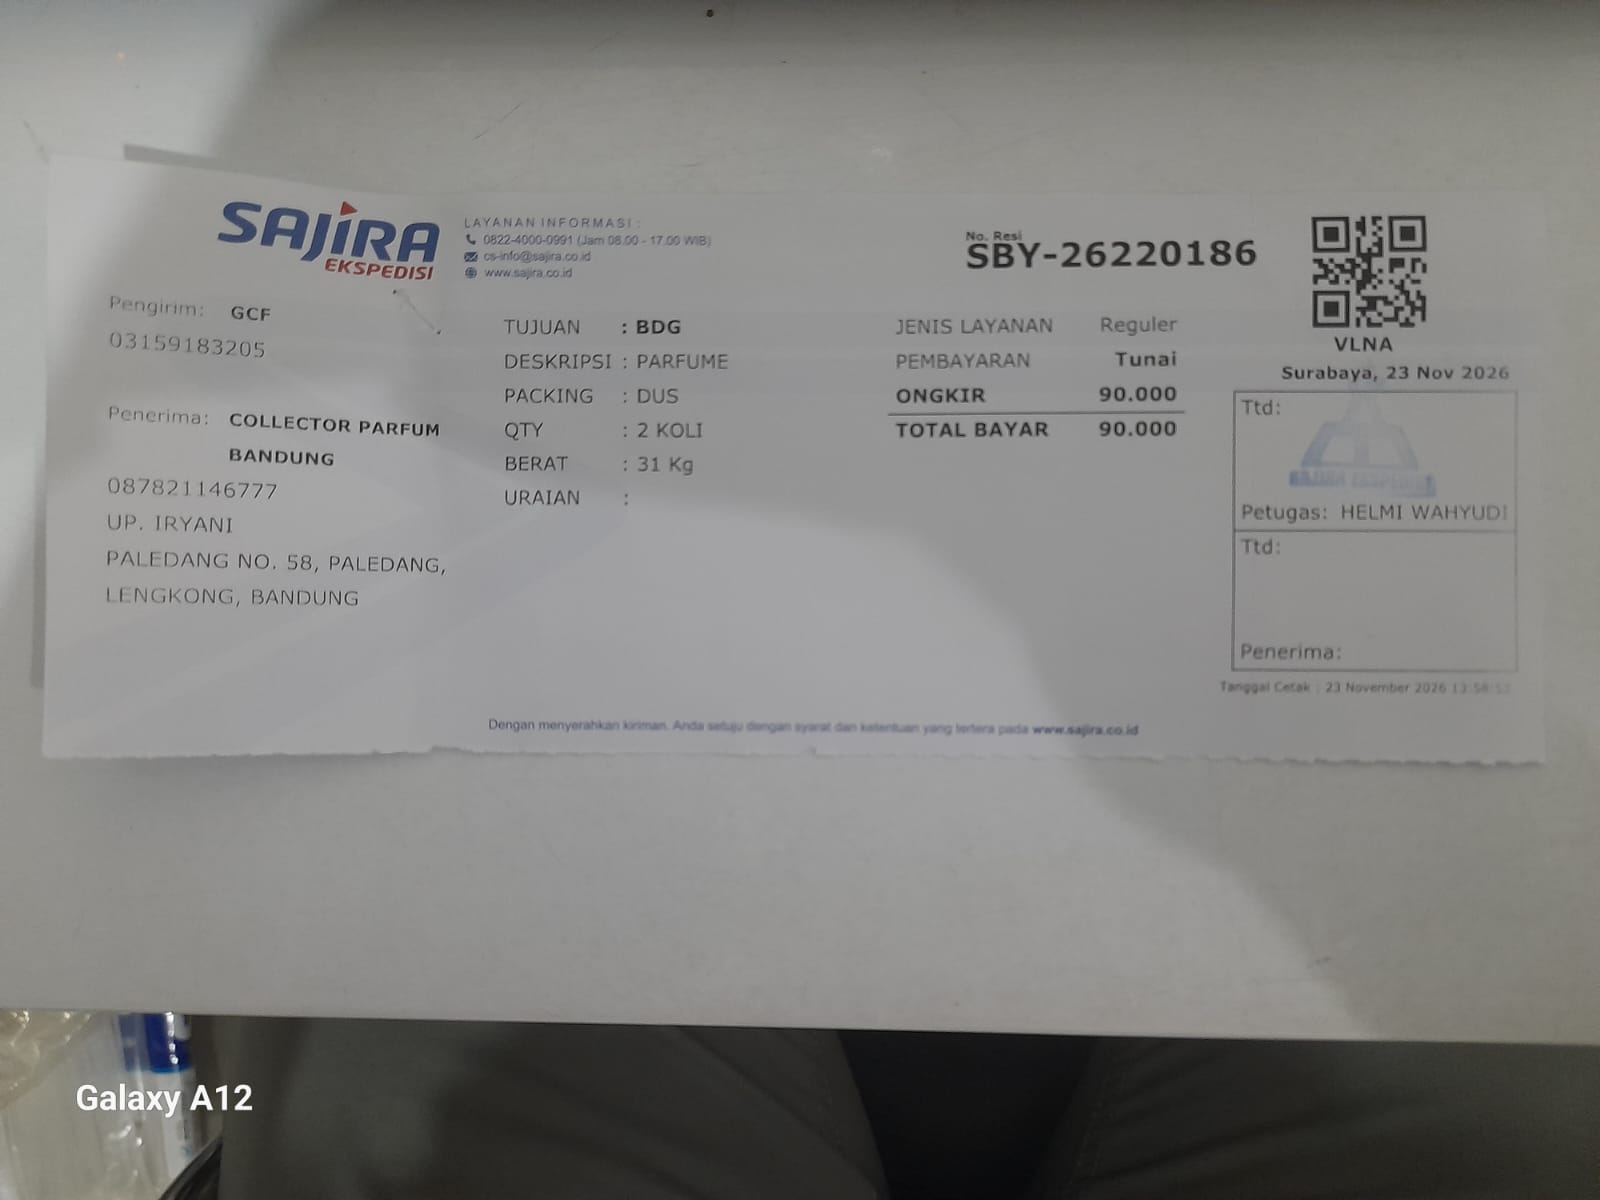 SAJIRA
EKSPEDISI
LAYANAN INFORMASI :
0822-4000-0991 (Jam 08.00 - 17.00 WIB)
cs-info@sajira.co.id
www.sajira.co.id
No. Resi
SBY-26220186
VLNA
Surabaya, 23 Nov 2026
Pengirim: GCF
03159183205
Penerima: COLLECTOR PARFUM
BANDUNG
087821146777
UP. IRYANI
PALEDANG NO. 58, PALEDANG,
LENGKONG, BANDUNG
TUJUAN : BDG
DESKRIPSI : PARFUME
PACKING : DUS
QTY : 2 KOLI
BERAT : 31 Kg
URAIAN :
JENIS LAYANAN Reguler
PEMBAYARAN Tunai
ONGKIR 90.000
TOTAL BAYAR 90.000
Ttd:
SAJIRA EKSPEDISI
Petugas: HELMI WAHYUDI
Ttd:
Penerima:
Tanggal Cetak : 23 November 2026
Dengan menyerahkan kiriman. Anda setuju dengan syarat dan ketentuan yang tertera pada www.sajira.co.id
Galaxy A12